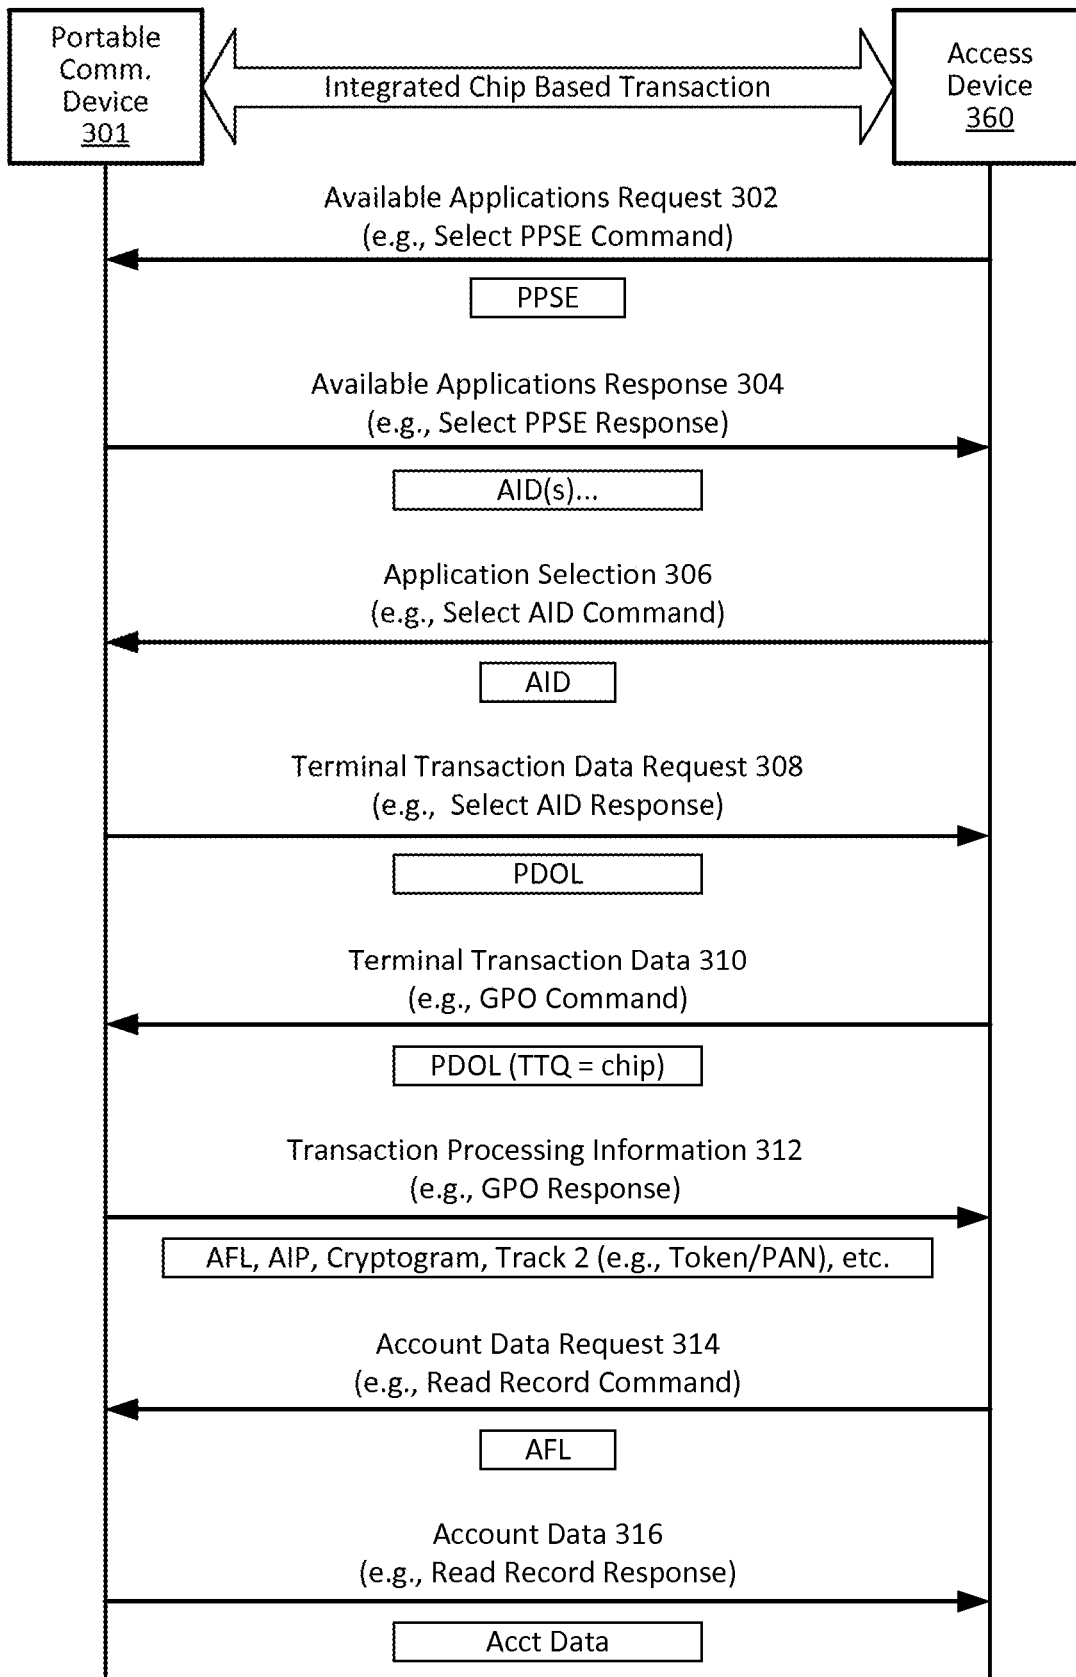 Portable
Comm.
Device
301
Integrated Chip Based Transaction
Access
Device
360
Available Applications Request 302
(e.g., Select PPSE Command)
PPSE
Available Applications Response 304
(e.g., Select PPSE Response)
AID(s)...
Application Selection 306
(e.g., Select AID Command)
AID
Terminal Transaction Data Request 308
(e.g., Select AID Response)
PDOL
Terminal Transaction Data 310
(e.g., GPO Command)
PDOL (TTQ = chip)
Transaction Processing Information 312
(e.g., GPO Response)
AFL, AIP, Cryptogram, Track 2 (e.g., Token/PAN), etc.
Account Data Request 314
(e.g., Read Record Command)
AFL
Account Data 316
(e.g., Read Record Response)
Acct Data